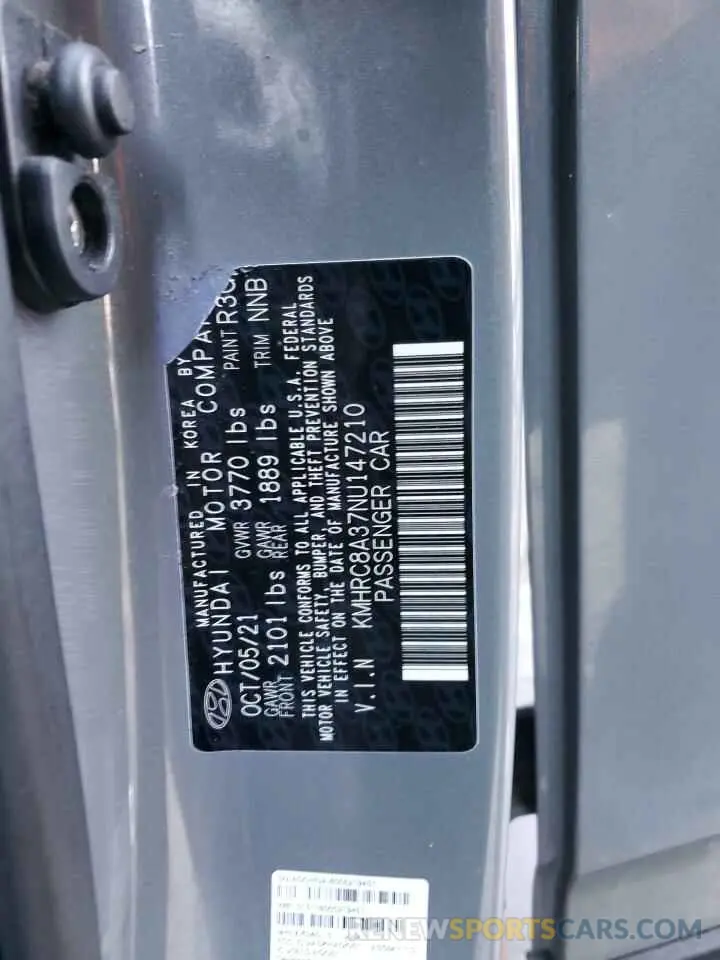 MANUFACTURED IN KOREA BY
HYUNDAI MOTOR COMPA
OCT/05/21 GVWR 3770 lbs PAINT R3G
GAWR FRONT 2101 lbs GAWR REAR 1889 lbs TRIM NNB
THIS VEHICLE CONFORMS TO ALL APPLICABLE U.S.A. FEDERAL
MOTOR VEHICLE SAFETY, BUMPER, AND THEFT PREVENTION STANDARDS
IN EFFECT ON THE DATE OF MANUFACTURE SHOWN ABOVE
V.I.N KMHRC8A37NU147210
PASSENGER CAR
RENEWSPORTSCARS.COM